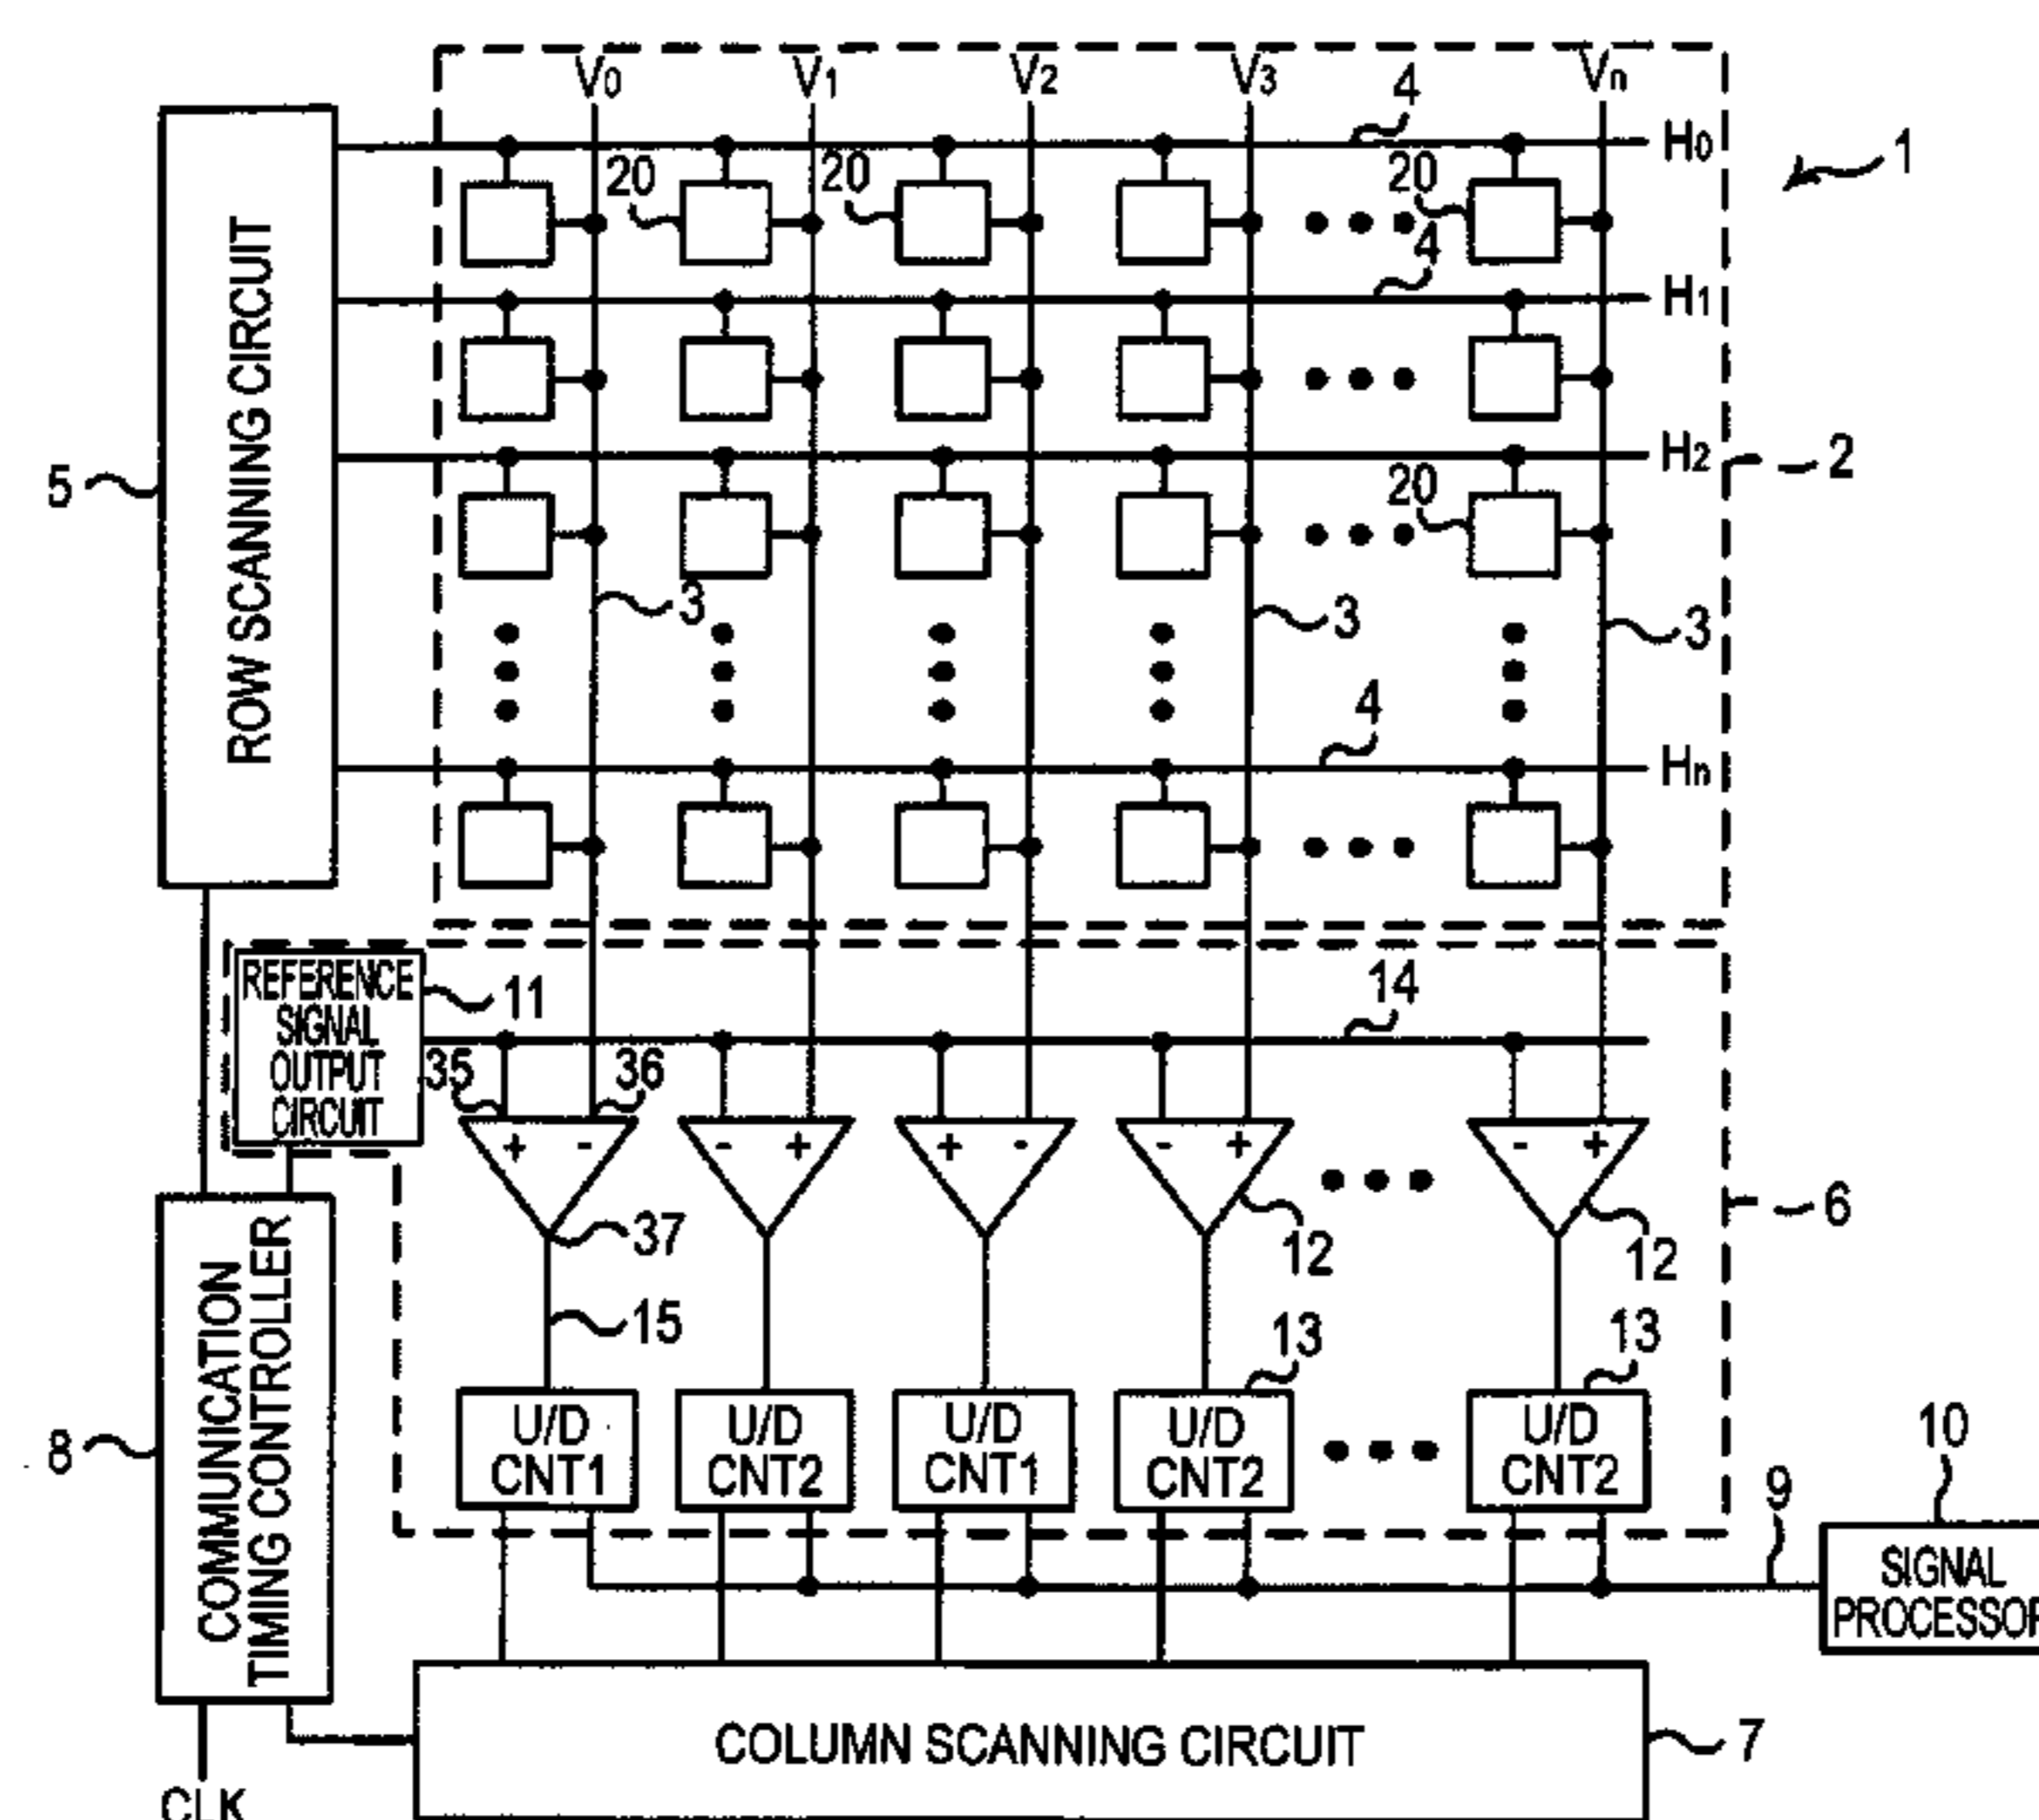 V0 V1 V2 V3 4 Vn
H0
1
20 20 20
4
H1
5
ROW SCANNING CIRCUIT
H2
2
20
3 3 3
4
Hn
REFERENCE
SIGNAL
OUTPUT
CIRCUIT
11
14
35 36
+ - - + + - - + - +
37
12 12
6
15
13 13
8
COMMUNICATION
TIMING CONTROLLER
U/D
CNT1
U/D
CNT2
U/D
CNT1
U/D
CNT2
U/D
CNT2
9
10
SIGNAL
PROCESSOR
COLUMN SCANNING CIRCUIT
7
CLK